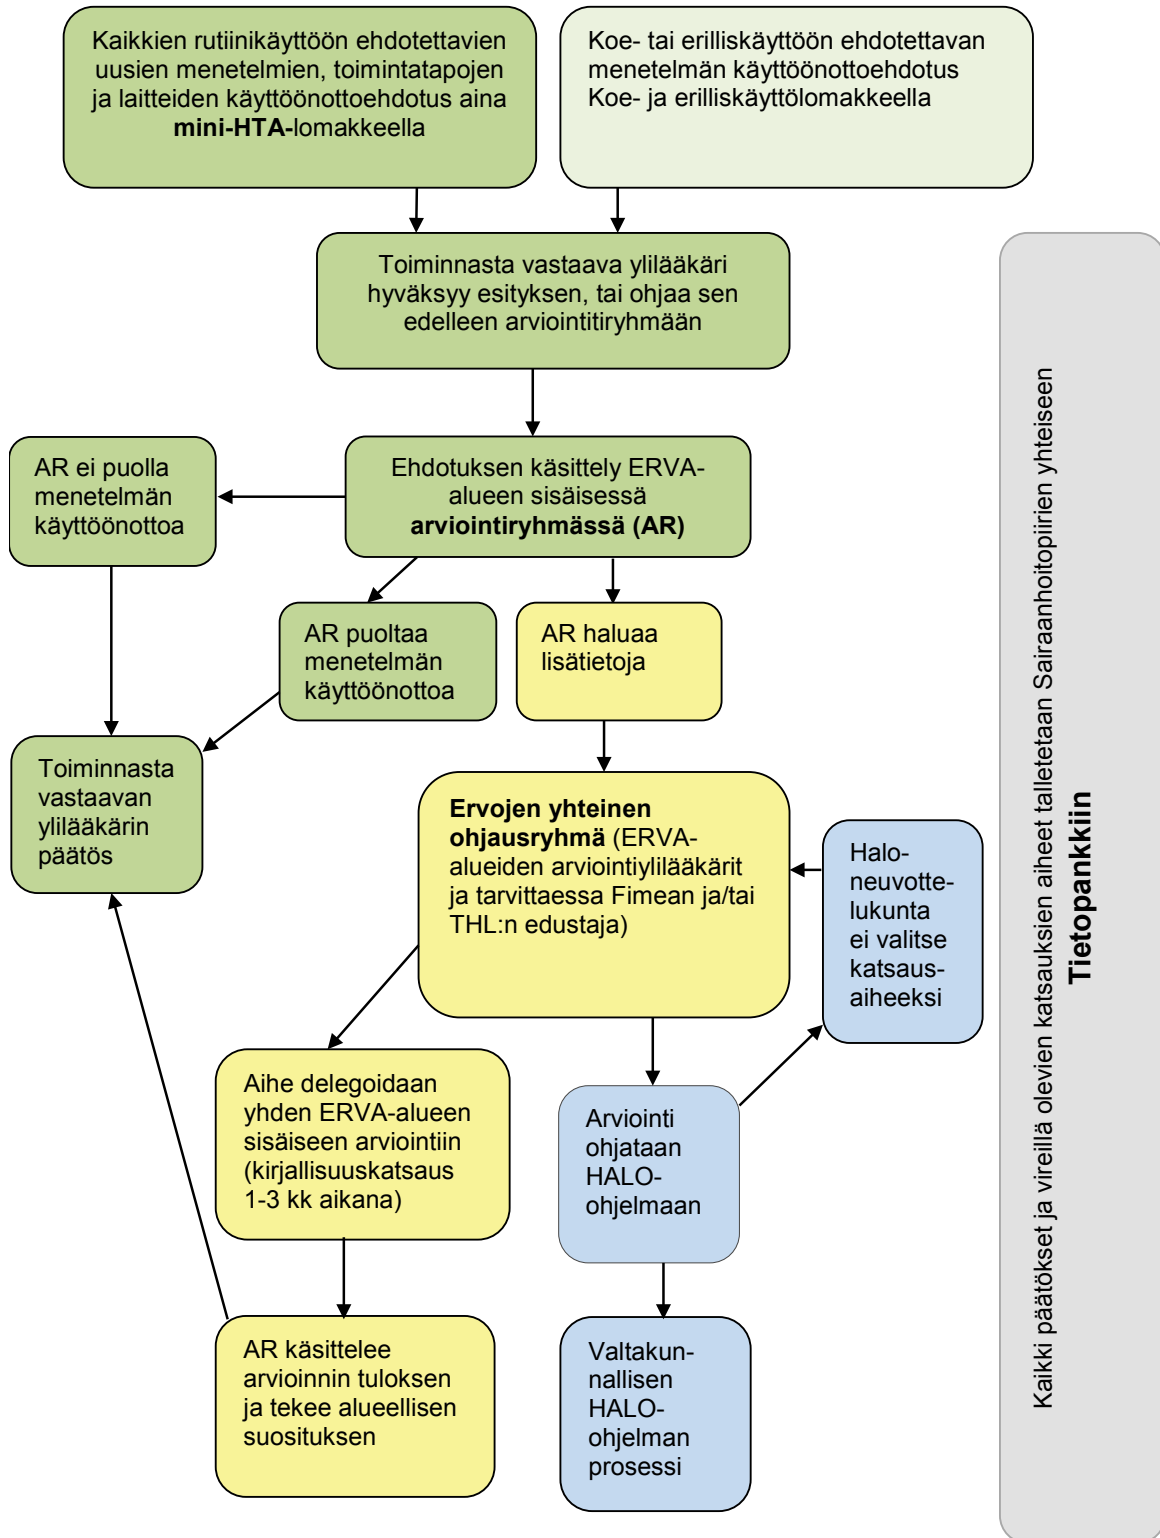 Kaikkien rutiinikäyttöön ehdotettavien
uusien menetelmien, toimintatapojen
ja laitteiden käyttöönottoehdotus aina
mini-HTA-lomakkeella
Koe- tai erilliskäyttöön ehdotettavan
menetelmän käyttöönottoehdotus
Koe- ja erilliskäyttölomakkeella
Toiminnasta vastaava ylilääkäri
hyväksyy esityksen, tai ohjaa sen
edelleen arviointitiryhmään
AR ei puolla
menetelmän
käyttöönottoa
Ehdotuksen käsittely ERVA-
alueen sisäisessä
arviointiryhmässä (AR)
AR puoltaa
menetelmän
käyttöönottoa
AR haluaa
lisätietoja
Toiminnasta
vastaavan
ylilääkärin
päätös
Ervojen yhteinen
ohjausryhmä (ERVA-
alueiden arviointiylilääkärit
ja tarvittaessa Fimean ja/tai
THL:n edustaja)
Halo-
neuvotte-
lukunta
ei valitse
katsaus-
aiheeksi
Aihe delegoidaan
yhden ERVA-alueen
sisäiseen arviointiin
(kirjallisuuskatsaus
1-3 kk aikana)
Arviointi
ohjataan
HALO-
ohjelmaan
AR käsittelee
arvioinnin tuloksen
ja tekee alueellisen
suosituksen
Valtakun-
nallisen
HALO-
ohjelman
prosessi
Kaikki päätökset ja vireillä olevien katsauksien aiheet talletetaan Sairaanhoitopiirien yhteiseen
Tietopankkiin